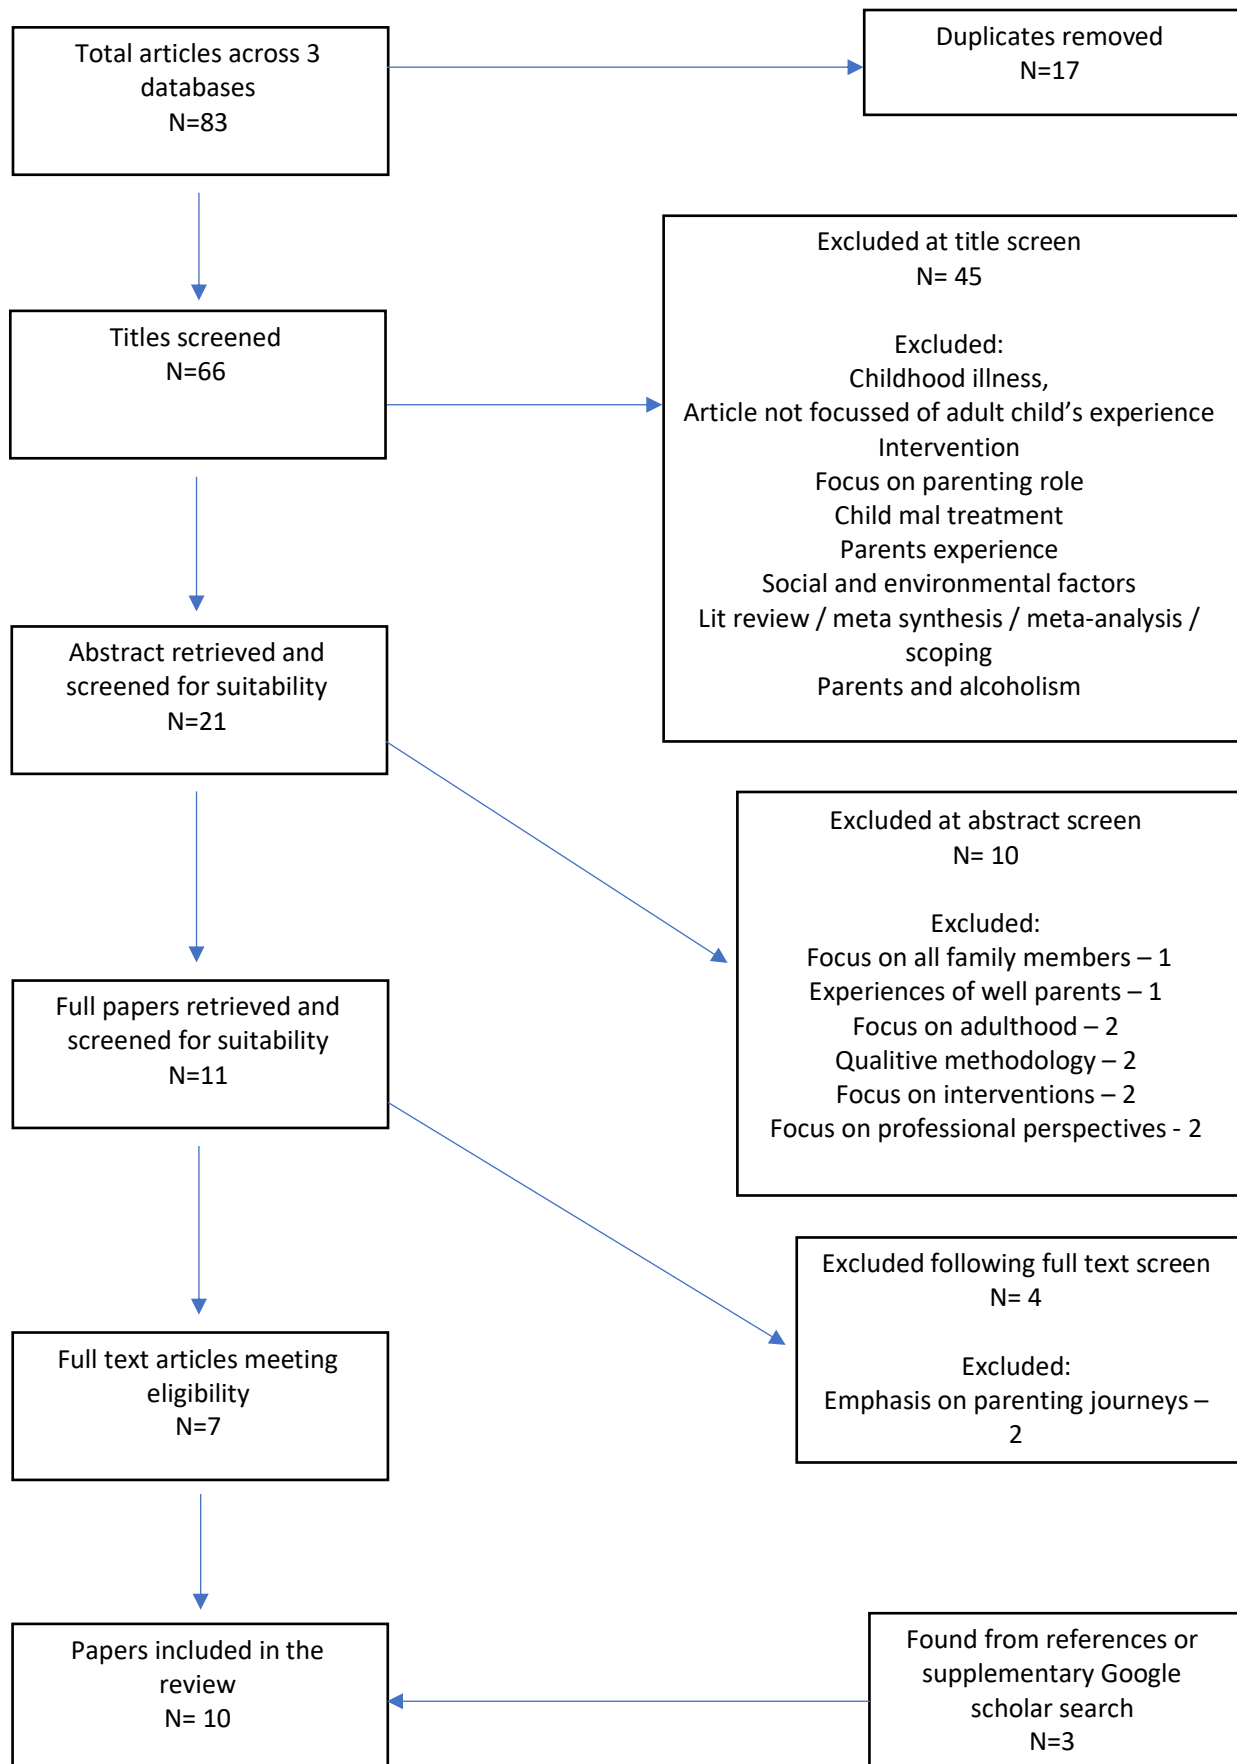 Total articles across 3
databases
N=83
Duplicates removed
N=17
Titles screened
N=66
Excluded at title screen
N= 45
Excluded:
Childhood illness,
Article not focussed of adult child’s experience
Intervention
Focus on parenting role
Child mal treatment
Parents experience
Social and environmental factors
Lit review / meta synthesis / meta-analysis /
scoping
Parents and alcoholism
Abstract retrieved and
screened for suitability
N=21
Excluded at abstract screen
N= 10
Excluded:
Focus on all family members – 1
Experiences of well parents – 1
Focus on adulthood – 2
Qualitive methodology – 2
Focus on interventions – 2
Focus on professional perspectives - 2
Full papers retrieved and
screened for suitability
N=11
Excluded following full text screen
N= 4
Excluded:
Emphasis on parenting journeys –
2
Full text articles meeting
eligibility
N=7
Papers included in the
review
N= 10
Found from references or
supplementary Google
scholar search
N=3